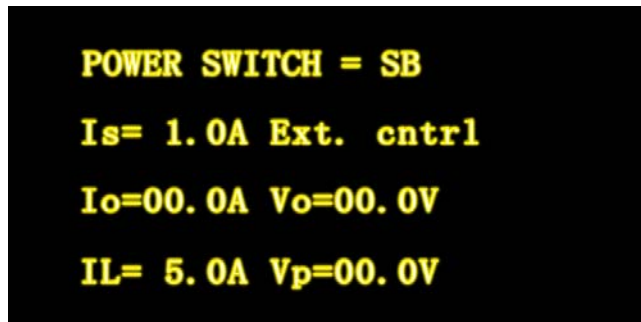 POWER SWITCH = SB
Is= 1.0A Ext. cntrl
Io=00.0A Vo=00.0V
IL= 5.0A Vp=00.0V